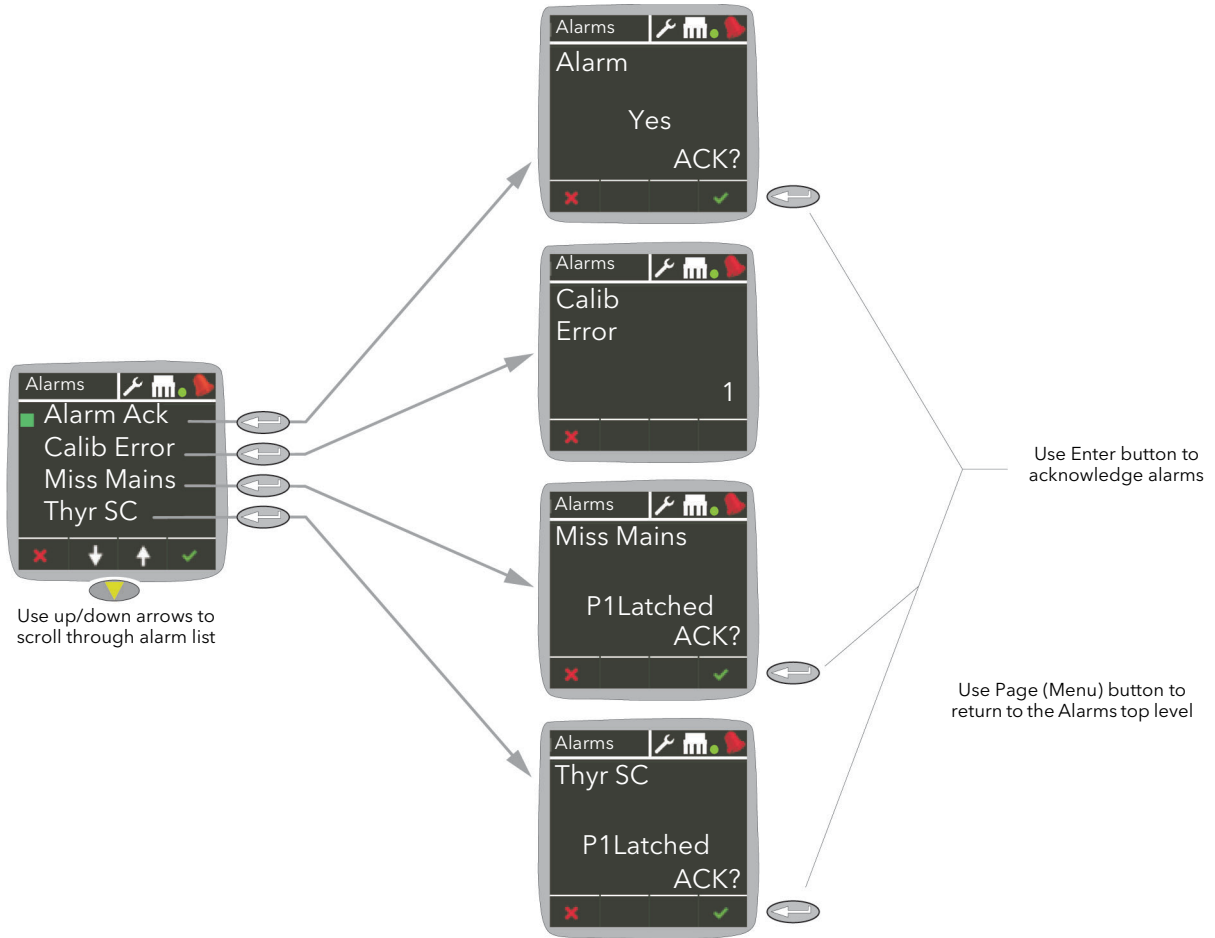 Alarms
Alarm
Yes
ACK?
Alarms
Calib
Error
1
Alarms
Alarm Ack
Calib Error
Miss Mains
Thyr SC
Use up/down arrows to
scroll through alarm list
Alarms
Miss Mains
P1Latched
ACK?
Alarms
Thyr SC
P1Latched
ACK?
Use Enter button to
acknowledge alarms
Use Page (Menu) button to
return to the Alarms top level